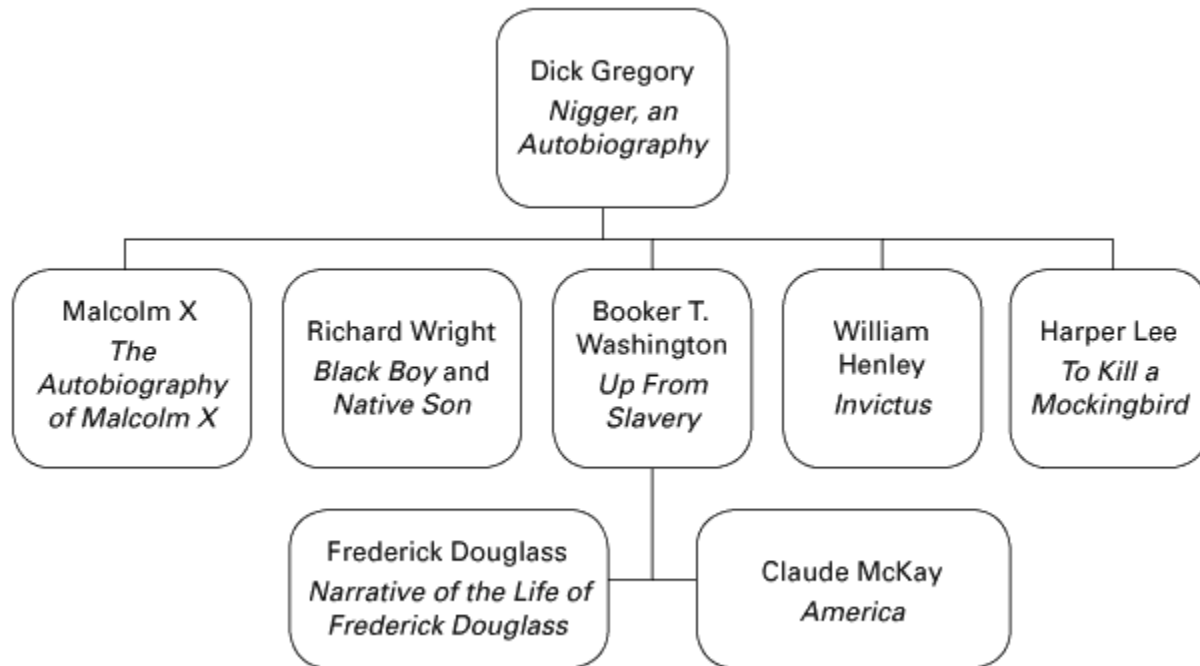 Dick Gregory
Nigger, an
Autobiography
Malcolm X
The
Autobiography
of Malcolm X
Richard Wright
Black Boy and
Native Son
Booker T.
Washington
Up From
Slavery
William
Henley
Invictus
Harper Lee
To Kill a
Mockingbird
Frederick Douglass
Narrative of the Life of
Frederick Douglass
Claude McKay
America